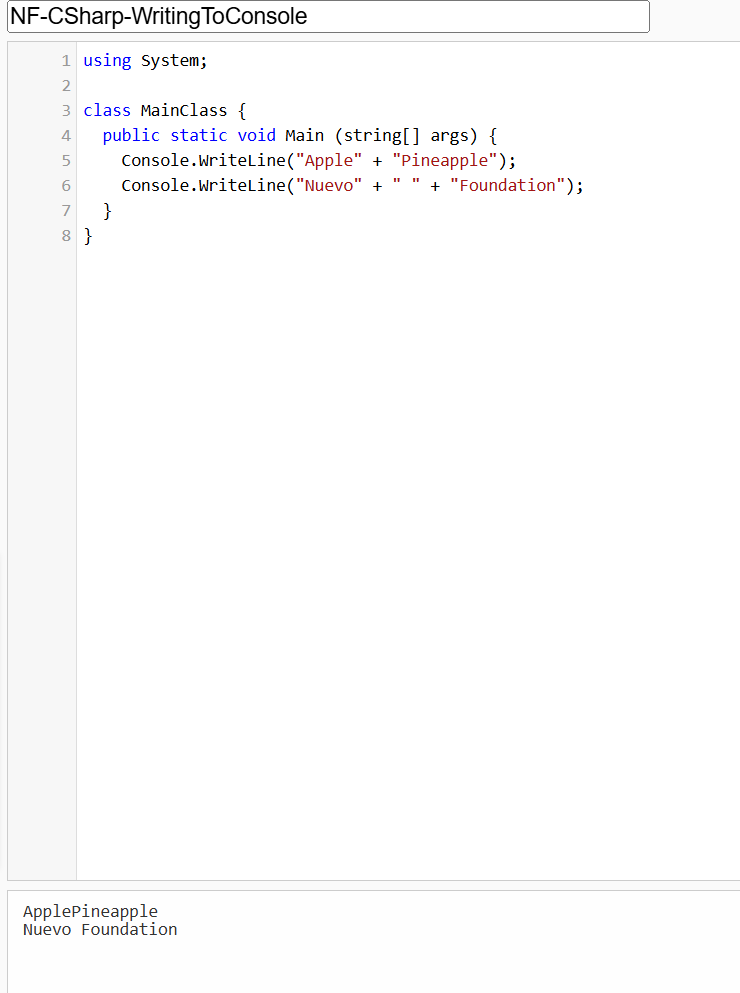 NF-CSharp-WritingToConsole
1 using System;
2
3 class MainClass {
4   public static void Main (string[] args) {
5     Console.WriteLine("Apple" + "Pineapple");
6     Console.WriteLine("Nuevo" + " " + "Foundation");
7   }
8 }
ApplePineapple
Nuevo Foundation